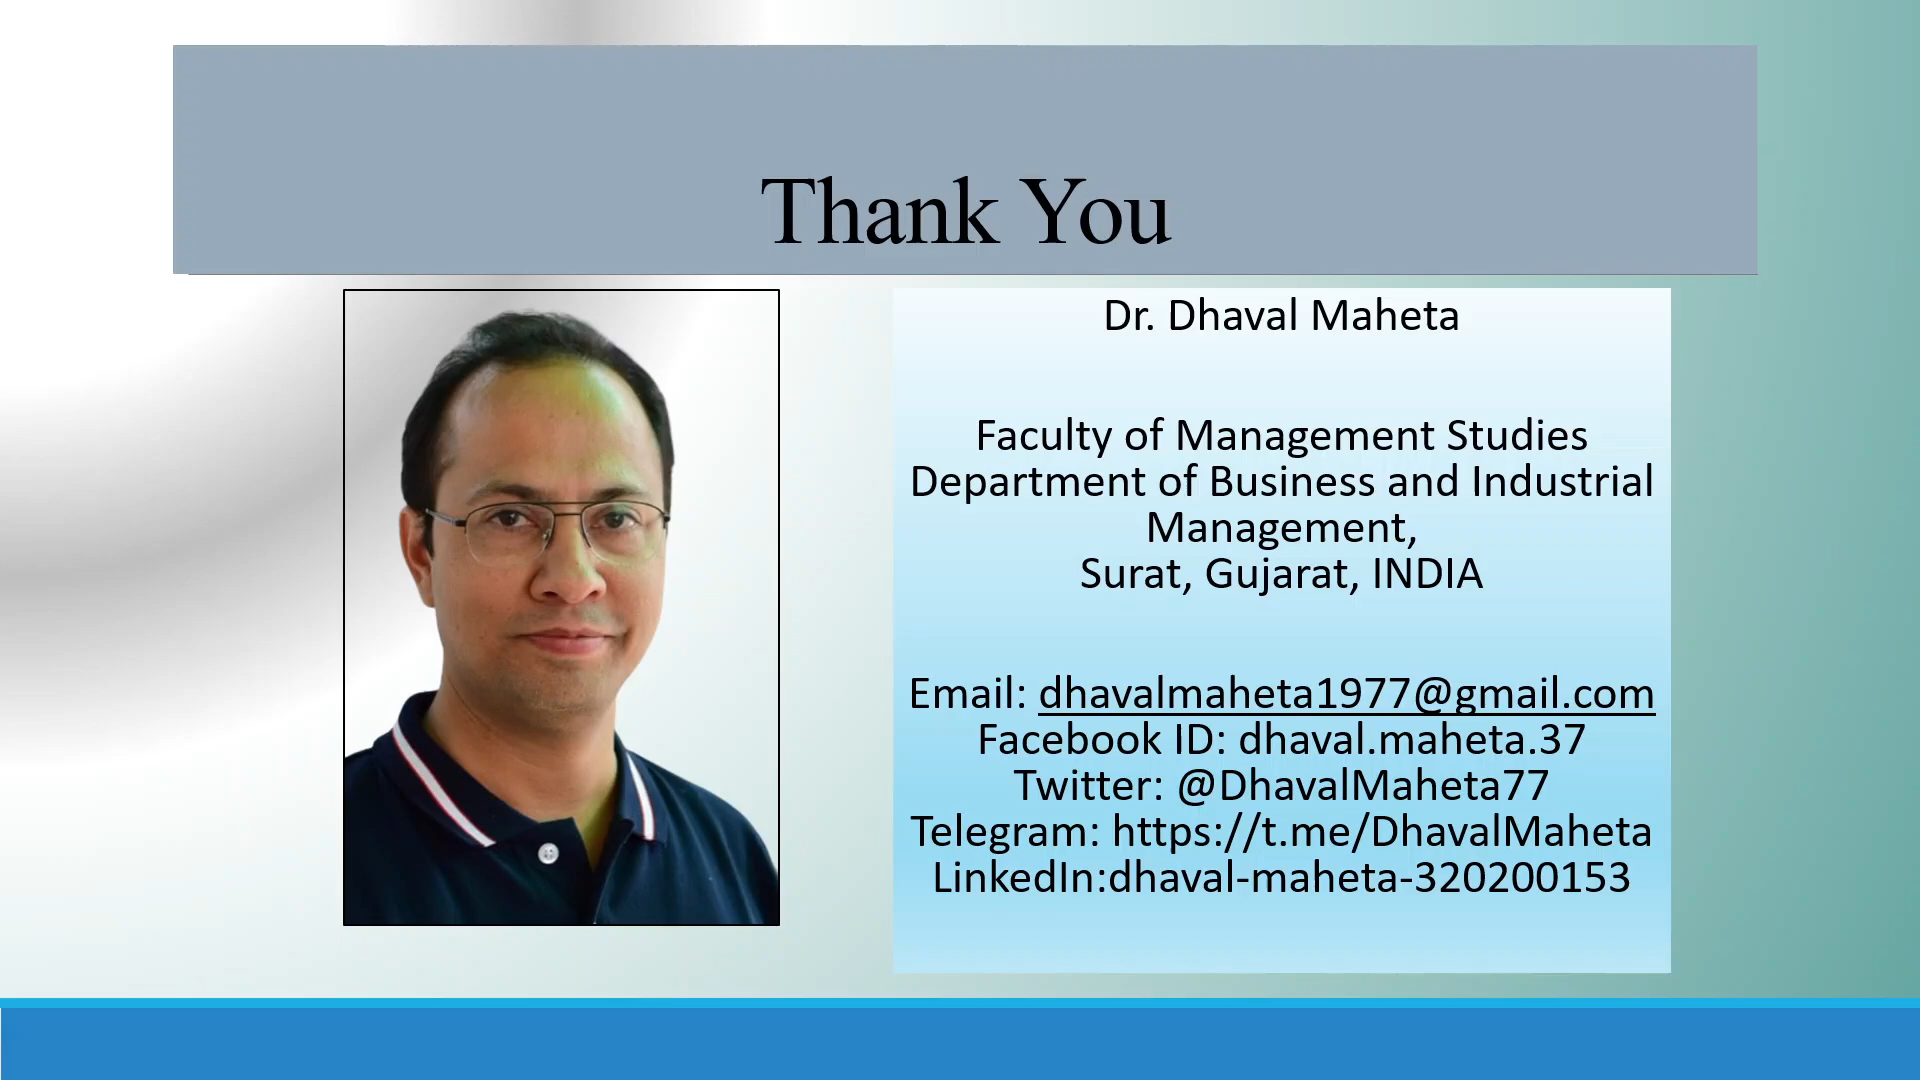 Thank You
Dr. Dhaval Maheta
Faculty of Management Studies
Department of Business and Industrial
Management,
Surat, Gujarat, INDIA
Email: dhavalmaheta1977@gmail.com
Facebook ID: dhaval.maheta.37
Twitter: @DhavalMaheta77
Telegram: https://t.me/DhavalMaheta
LinkedIn:dhaval-maheta-320200153